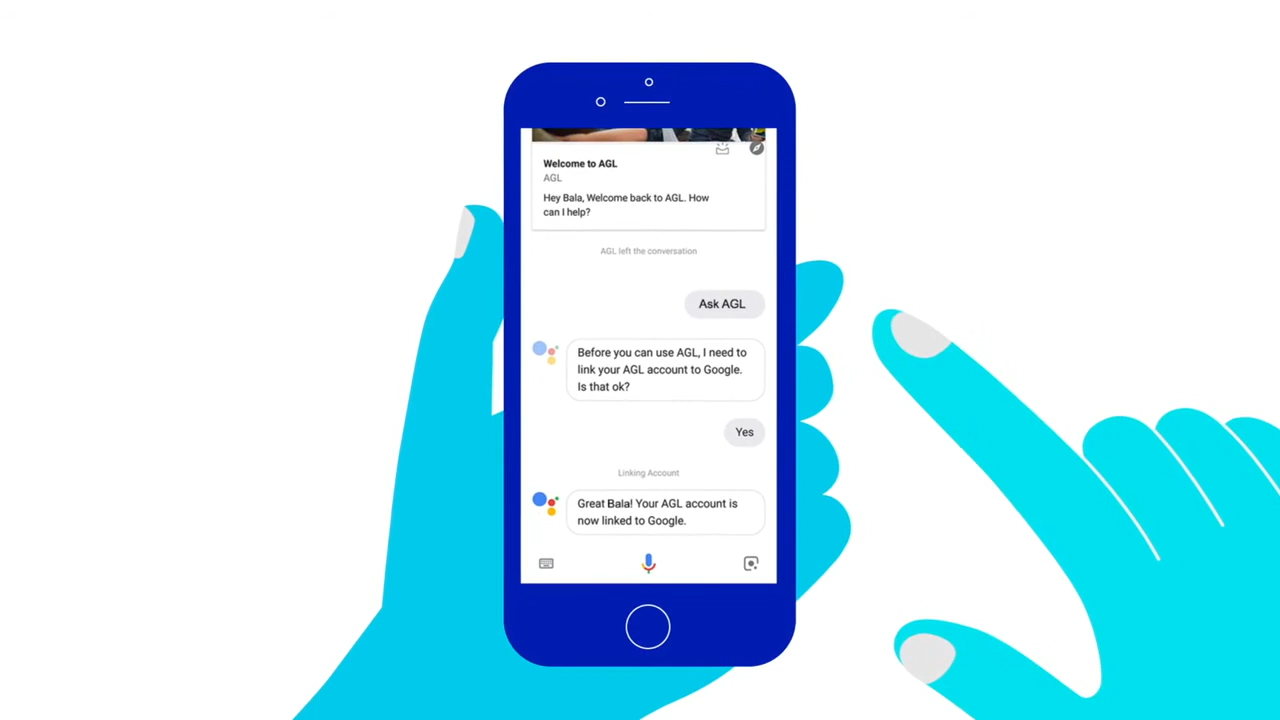 Welcome to AGL
AGL
Hey Bala, Welcome back to AGL. How
can I help?
AGL left the conversation
Ask AGL
Before you can use AGL, I need to
link your AGL account to Google.
Is that ok?
Yes
Linking Account
Great Bala! Your AGL account is
now linked to Google.